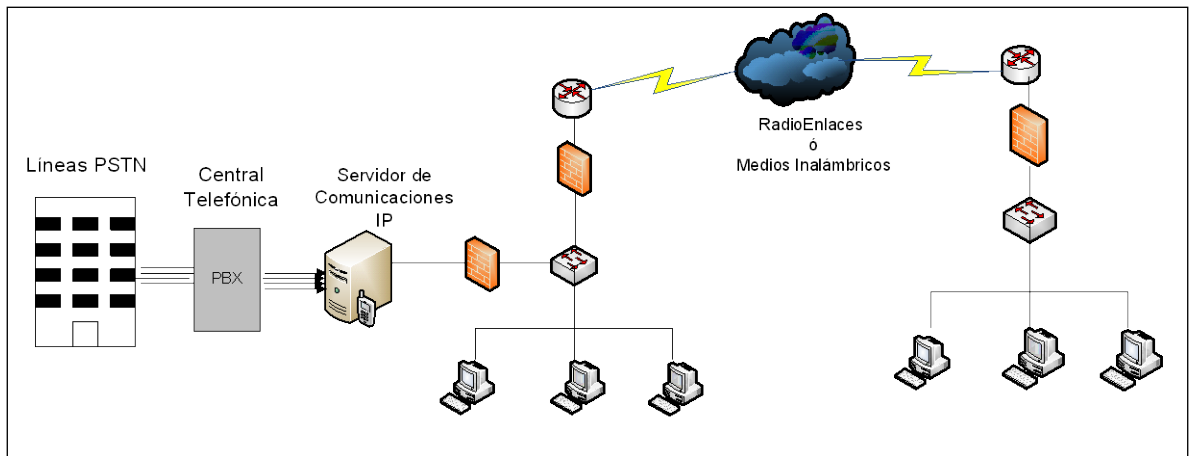 Líneas PSTN
Central
Telefónica
PBX
Servidor de
Comunicaciones
IP
RadioEnlaces
ó
Medios Inalámbricos